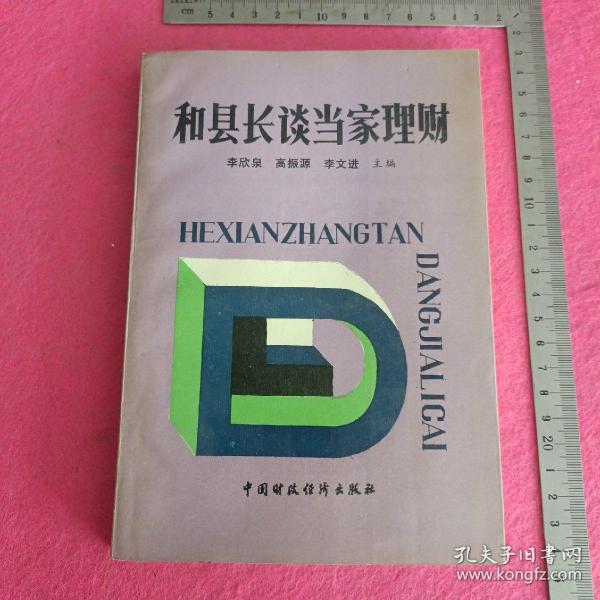 和县长谈当家理财
李欣泉 高振源 李文进 主编
HEXIANZHANGTAN
DANGJIALICAI
中国财政经济出版社
孔夫子旧书网
www.kongfz.com